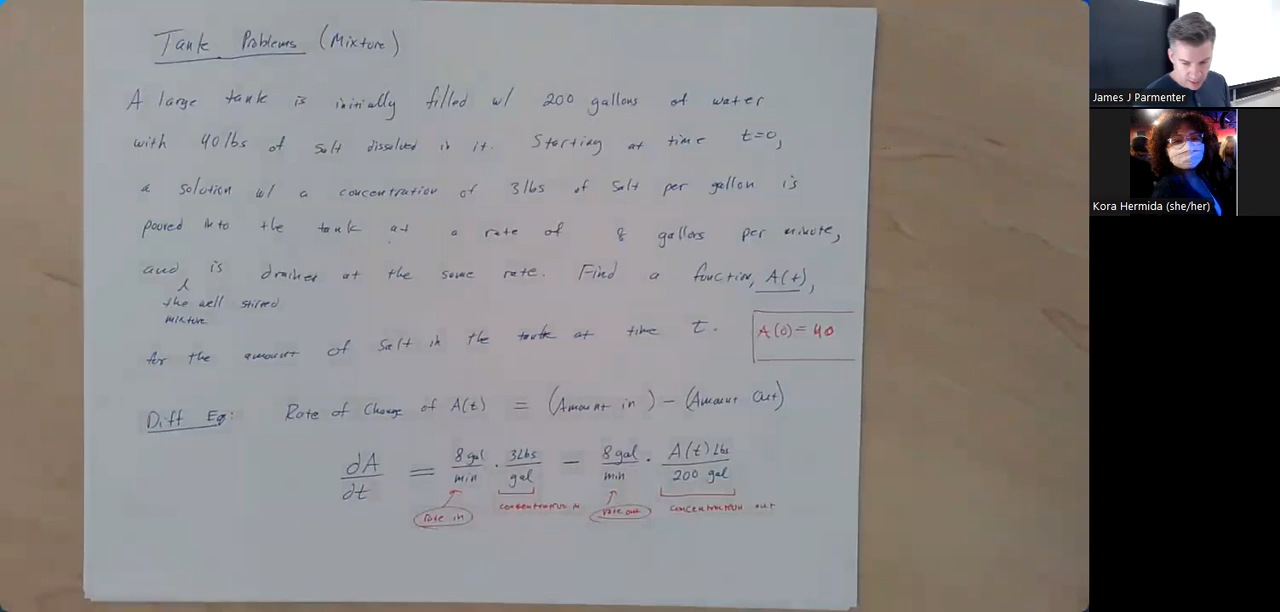 Tank Problems (Mixture)
A large tank is initially filled w/ 200 gallons of water
with 40 lbs of salt dissolved in it. Starting at time t=0,
a solution w/ a concentration of 3 lbs of salt per gallon is
poured into the tank at a rate of 8 gallons per minute,
and is drained at the same rate. Find a function, A(t),
the well stirred
mixture
for the amount of salt in the tank at time t.
A(0) = 40
Diff Eq: Rate of Change of A(t) = (Amount in) - (Amount Out)
dA/dt = 8 gal/min · 3 Lbs/gal - 8 gal/min · A(t) Lbs/200 gal
rate in concentration in rate out concentration out
James J Parmenter
Kora Hermida (she/her)